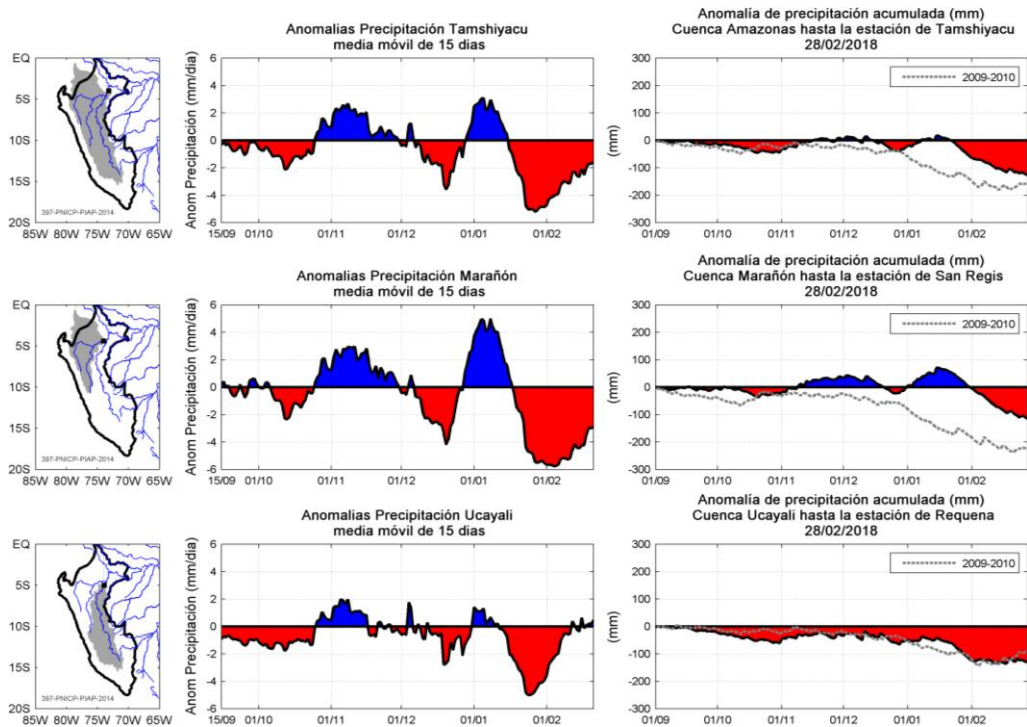 Anomalias Precipitación Tamshiyacu
media móvil de 15 dias
Anomalía de precipitación acumulada (mm)
Cuenca Amazonas hasta la estación de Tamshiyacu
28/02/2018
EQ
5S
10S
15S
20S
85W 80W 75W 70W 65W
397-PNICP-PIAP-2014
Anom Precipitación (mm/dia)
6
4
2
0
-2
-4
-6
15/09 01/10 01/11 01/12 01/01 01/02
(mm)
300
200
100
0
-100
-200
-300
01/09 01/10 01/11 01/12 01/01 01/02
2009-2010
Anomalias Precipitación Marañón
media móvil de 15 dias
Anomalía de precipitación acumulada (mm)
Cuenca Marañón hasta la estación de San Regis
28/02/2018
EQ
5S
10S
15S
20S
85W 80W 75W 70W 65W
397-PNICP-PIAP-2014
Anom Precipitación (mm/dia)
6
4
2
0
-2
-4
-6
15/09 01/10 01/11 01/12 01/01 01/02
(mm)
300
200
100
0
-100
-200
-300
01/09 01/10 01/11 01/12 01/01 01/02
2009-2010
Anomalias Precipitación Ucayali
media móvil de 15 dias
Anomalía de precipitación acumulada (mm)
Cuenca Ucayali hasta la estación de Requena
28/02/2018
EQ
5S
10S
15S
20S
85W 80W 75W 70W 65W
397-PNICP-PIAP-2014
Anom Precipitación (mm/dia)
6
4
2
0
-2
-4
-6
15/09 01/10 01/11 01/12 01/01 01/02
(mm)
300
200
100
0
-100
-200
-300
01/09 01/10 01/11 01/12 01/01 01/02
2009-2010